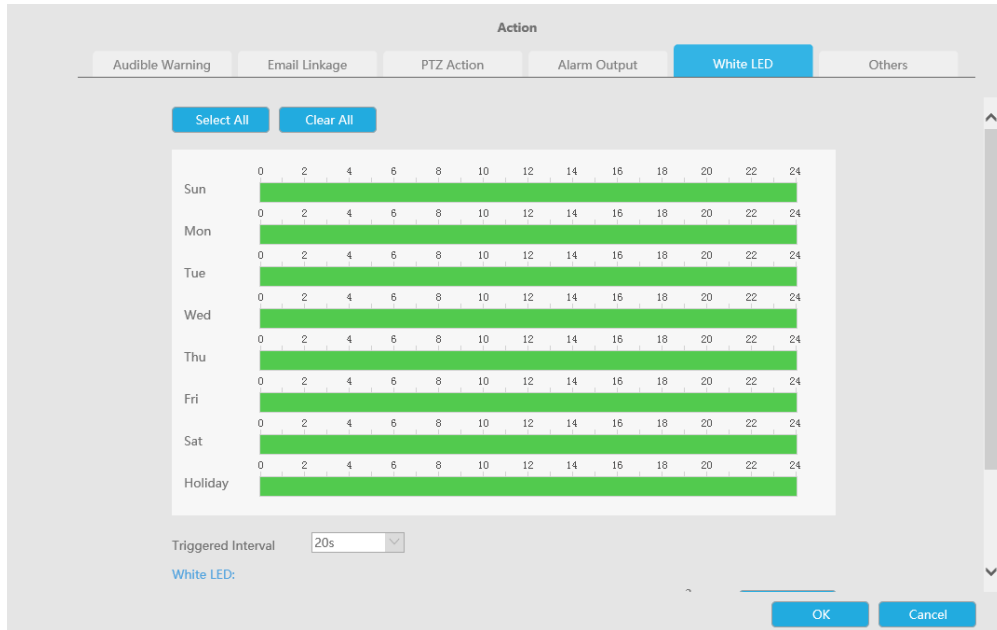 Action
Audible Warning Email Linkage PTZ Action Alarm Output White LED Others
Select All Clear All
0 2 4 6 8 10 12 14 16 18 20 22 24
Sun
0 2 4 6 8 10 12 14 16 18 20 22 24
Mon
0 2 4 6 8 10 12 14 16 18 20 22 24
Tue
0 2 4 6 8 10 12 14 16 18 20 22 24
Wed
0 2 4 6 8 10 12 14 16 18 20 22 24
Thu
0 2 4 6 8 10 12 14 16 18 20 22 24
Fri
0 2 4 6 8 10 12 14 16 18 20 22 24
Sat
0 2 4 6 8 10 12 14 16 18 20 22 24
Holiday
Triggered Interval 20s
White LED:
OK Cancel